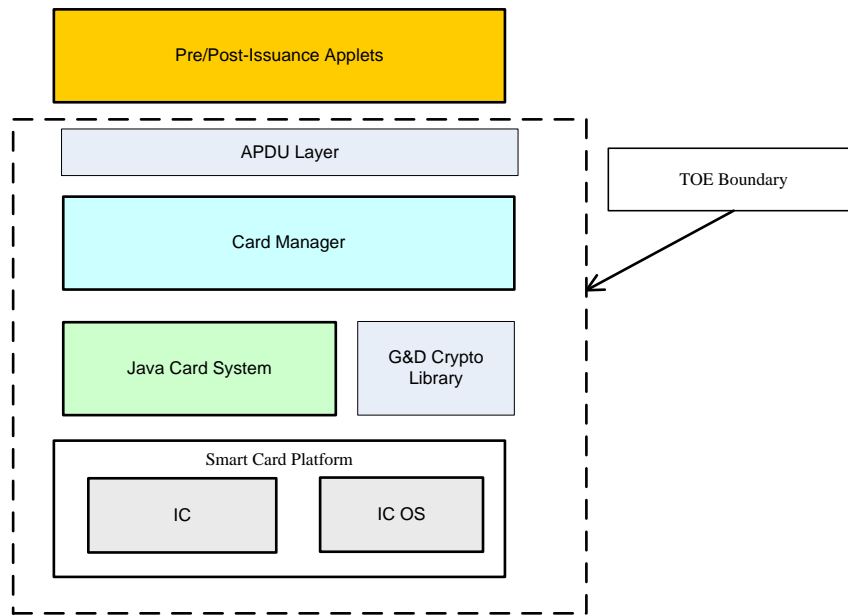 Pre/Post-Issuance Applets
APDU Layer
TOE Boundary
Card Manager
Java Card System
G&D Crypto
Library
Smart Card Platform
IC
IC OS